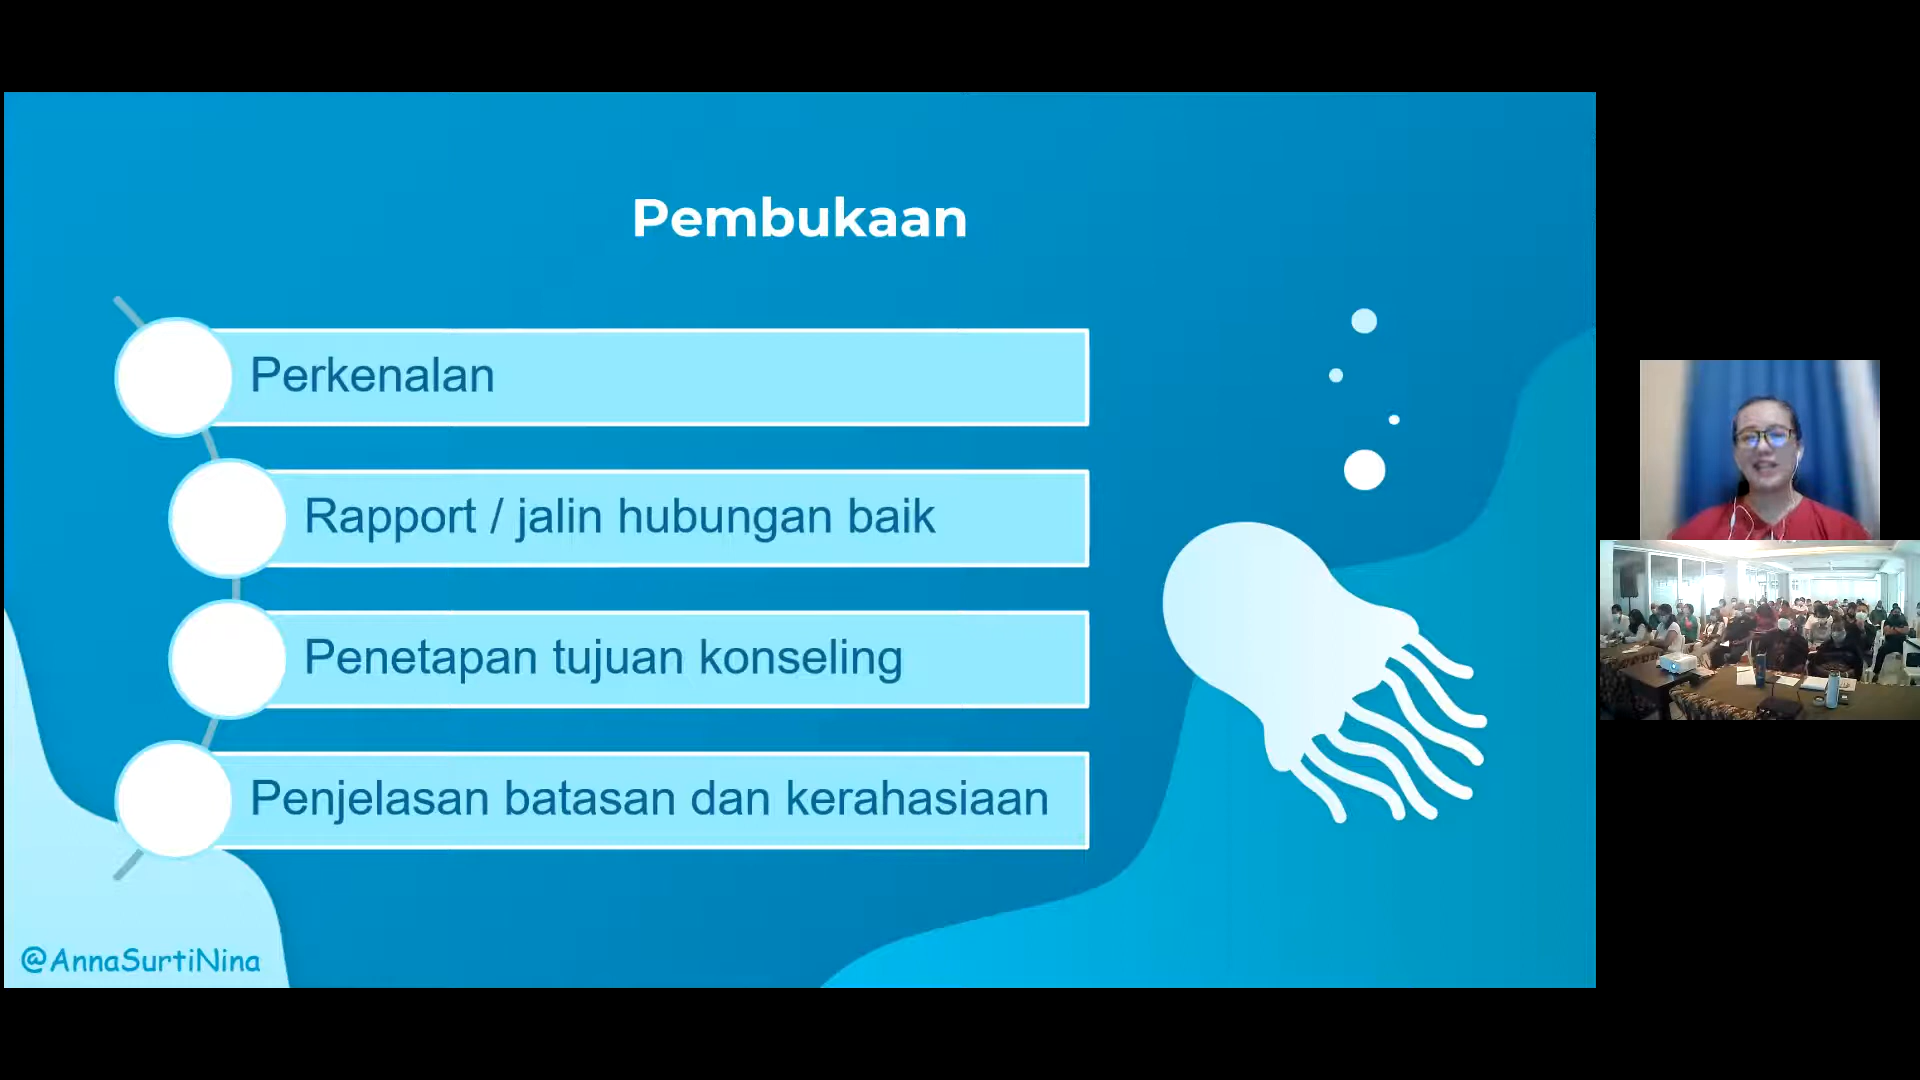 Pembukaan
Perkenalan
Rapport / jalin hubungan baik
Penetapan tujuan konseling
Penjelasan batasan dan kerahasiaan
@AnnaSurtiNina